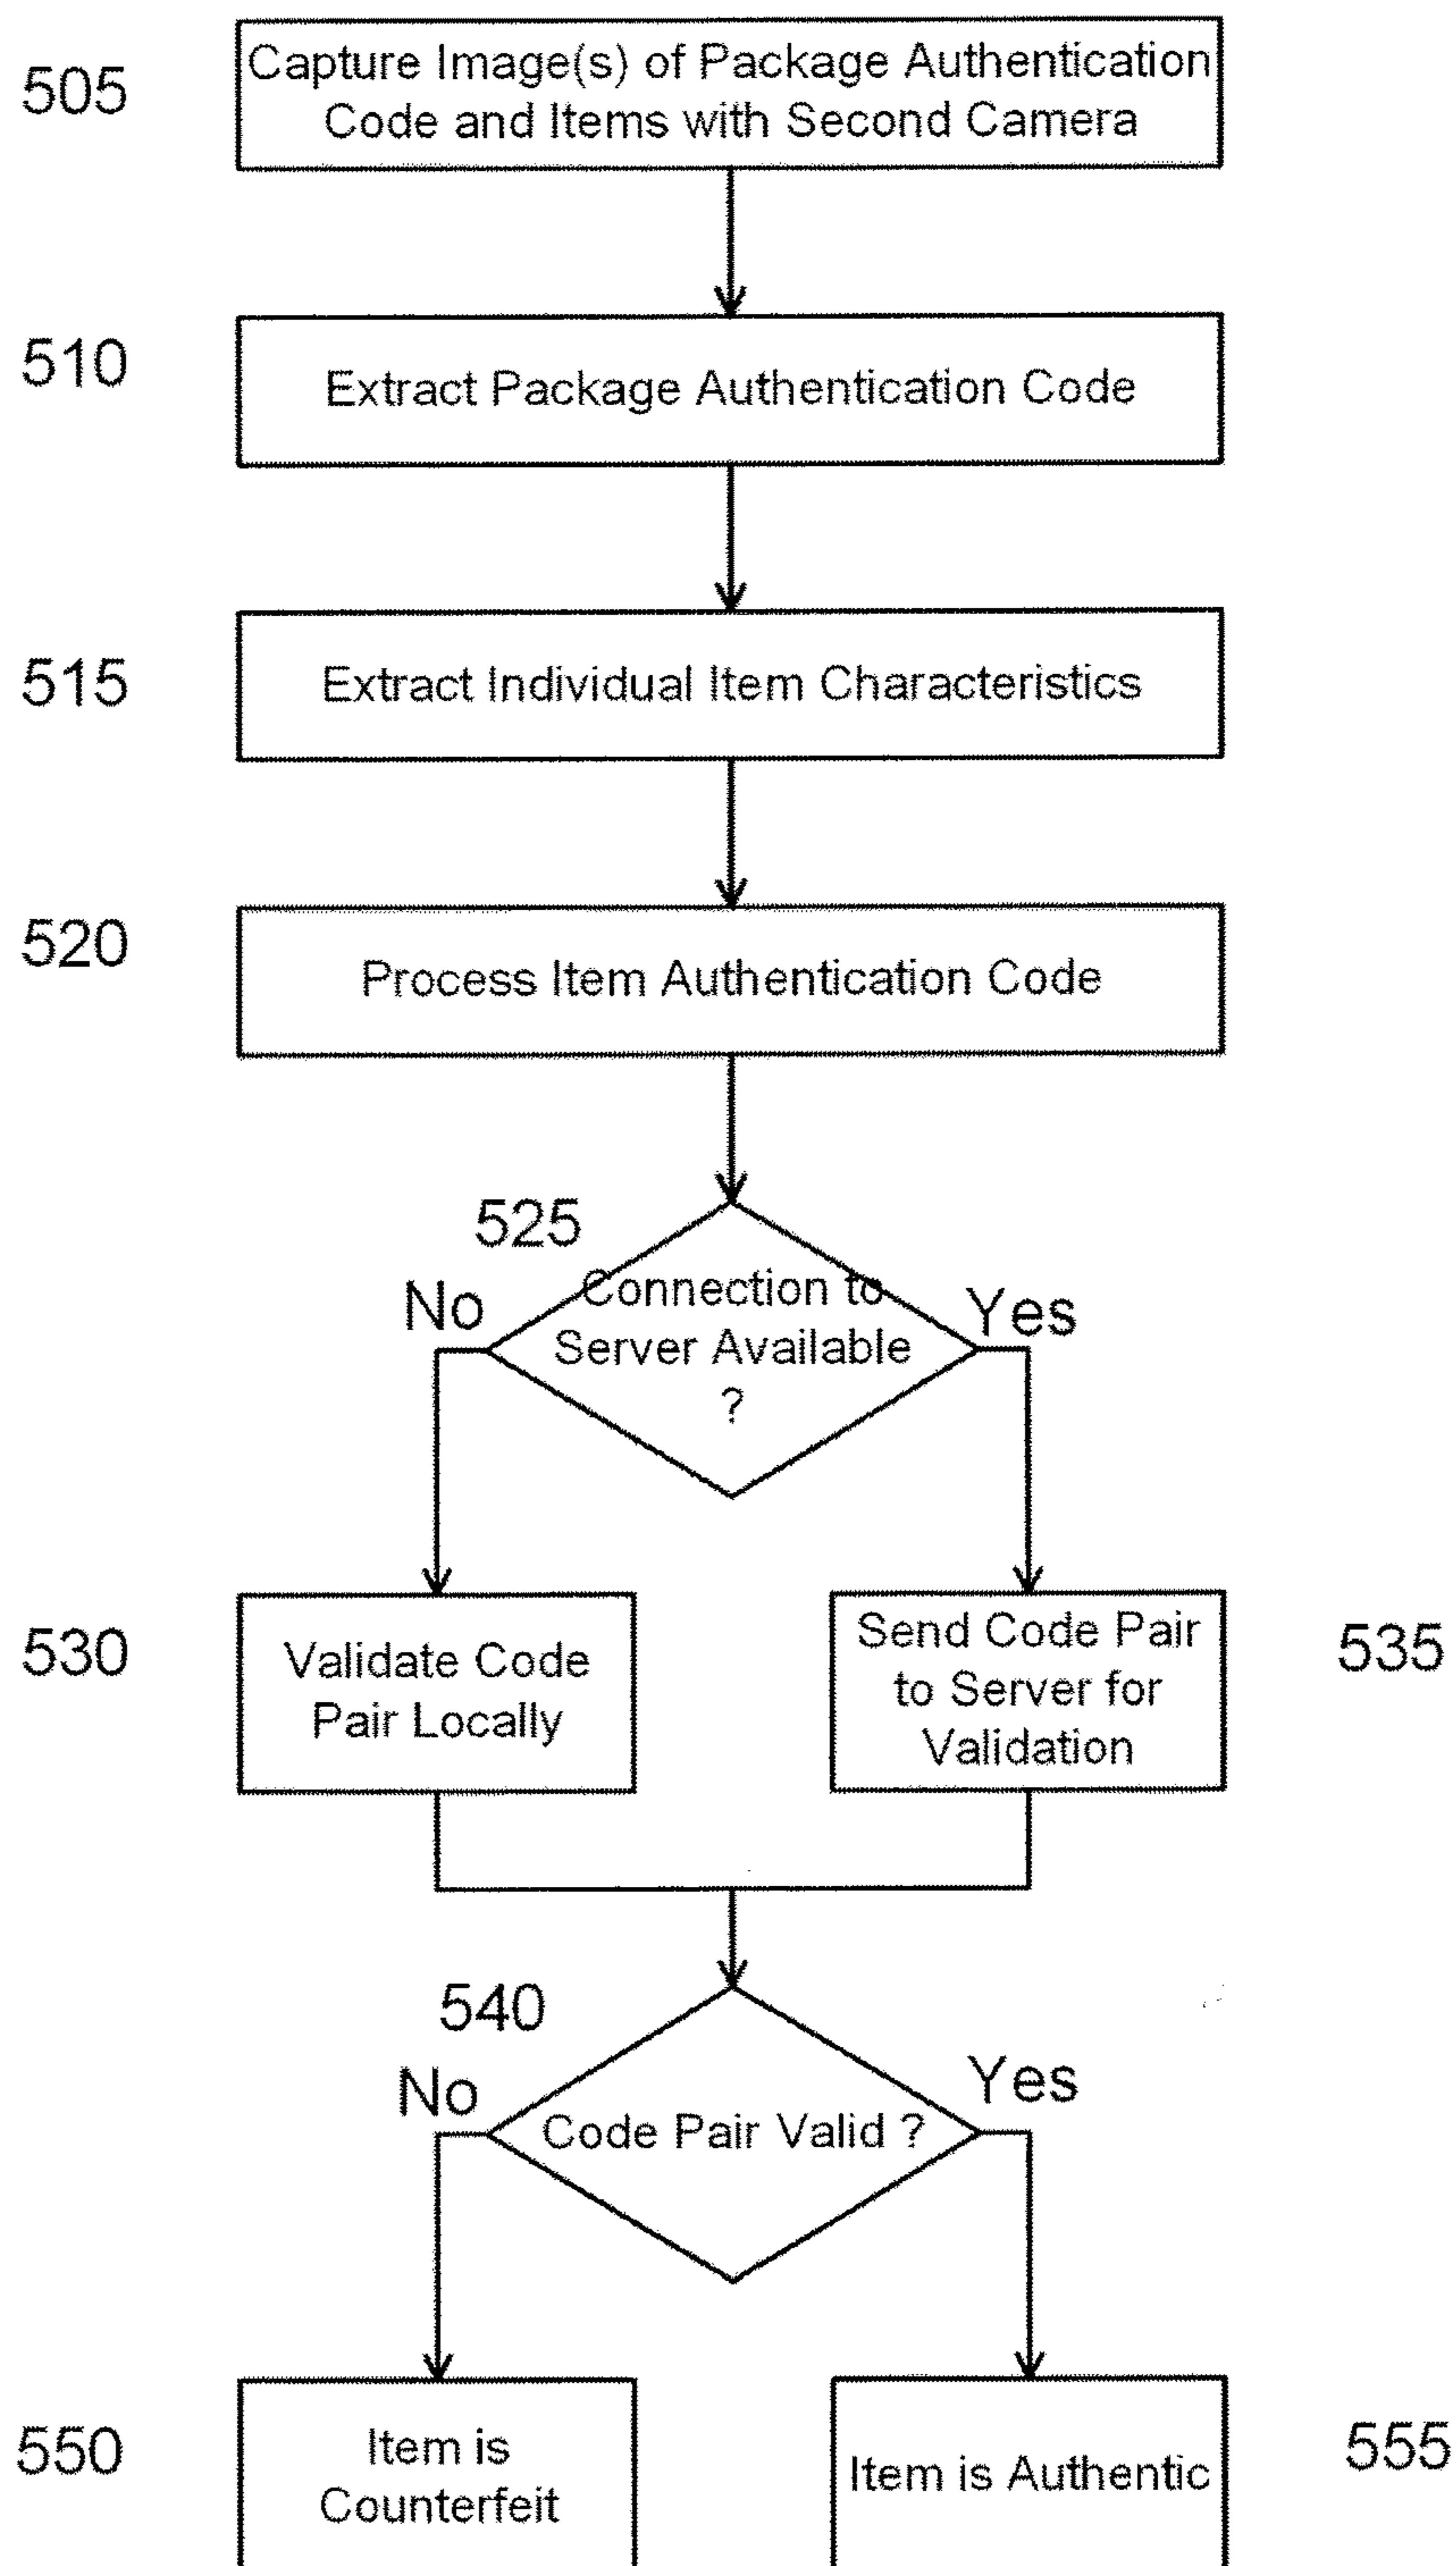 505
Capture Image(s) of Package Authentication
Code and Items with Second Camera
510
Extract Package Authentication Code
515
Extract Individual Item Characteristics
520
Process Item Authentication Code
525
No
Yes
Connection to
Server Available
?
530
Validate Code
Pair Locally
Send Code Pair
to Server for
Validation
535
540
No
Yes
Code Pair Valid ?
550
Item is
Counterfeit
Item is Authentic
555